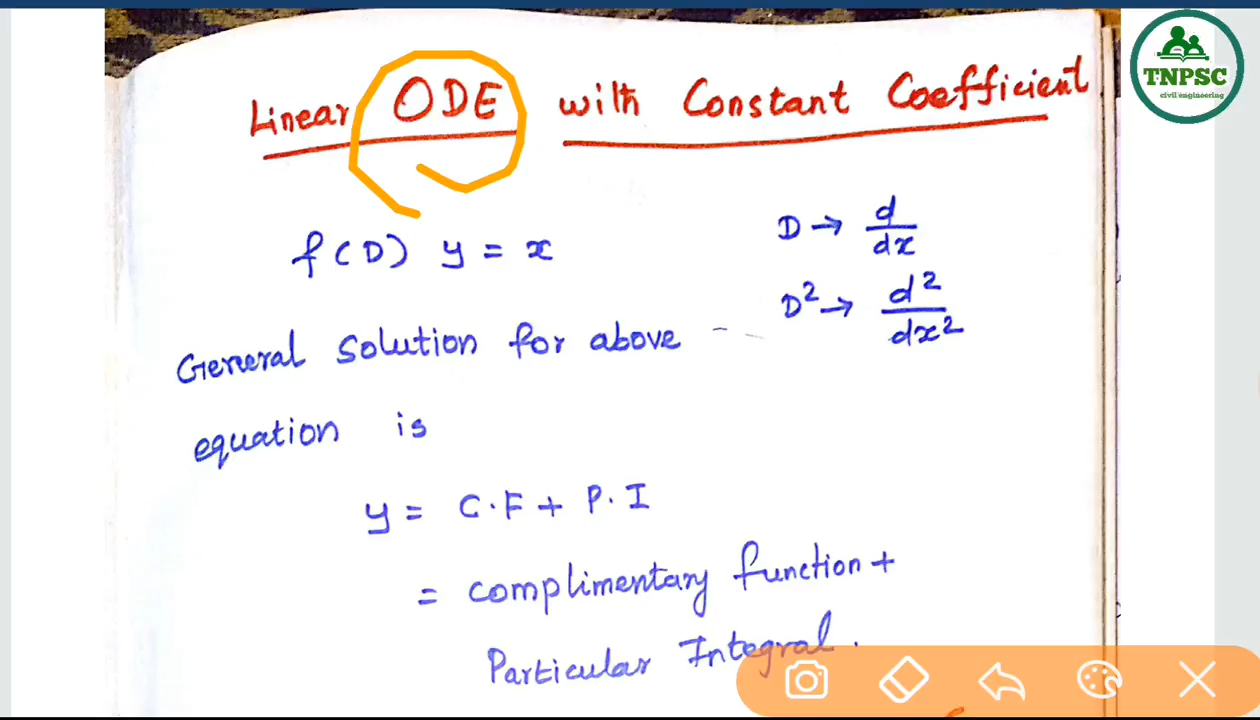 Linear ODE with Constant Coefficient
f(D) y = x
D → d/dx
D² → d²/dx²
General solution for above
equation is
y = C.F + P.I
= complimentary function +
Particular Integral.
TNPSC
civil engineering